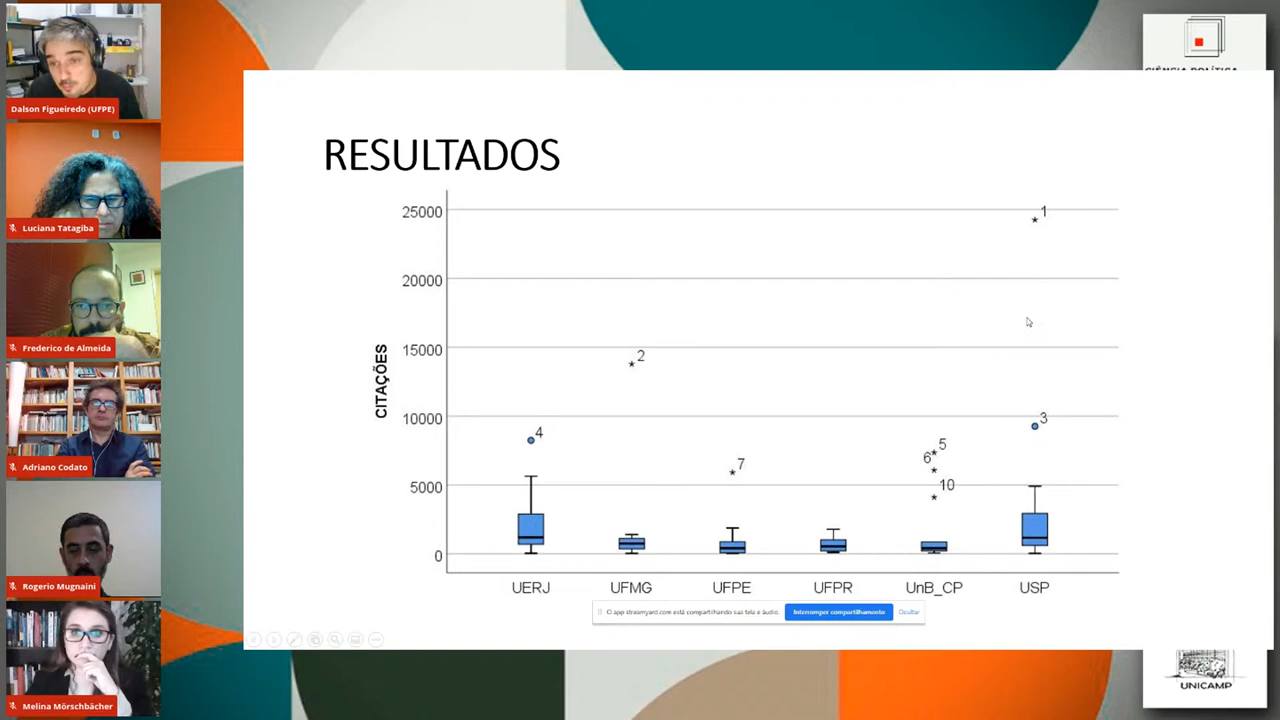 Dalson Figueiredo (UFPE)
Luciana Tatagiba
Frederico de Almeida
Adriano Codato
Rogerio Mugnaini
Melina Mörschbächer
RESULTADOS
CITAÇÕES
25000
20000
15000
10000
5000
0
1
2
3
4
5
6
7
10
UERJ
UFMG
UFPE
UFPR
UnB_CP
USP
O app streamyard.com está compartilhando sua tela e áudio.
Interromper compartilhamento
Ocultar
CIÊNCIA POLÍTICA
UNICAMP